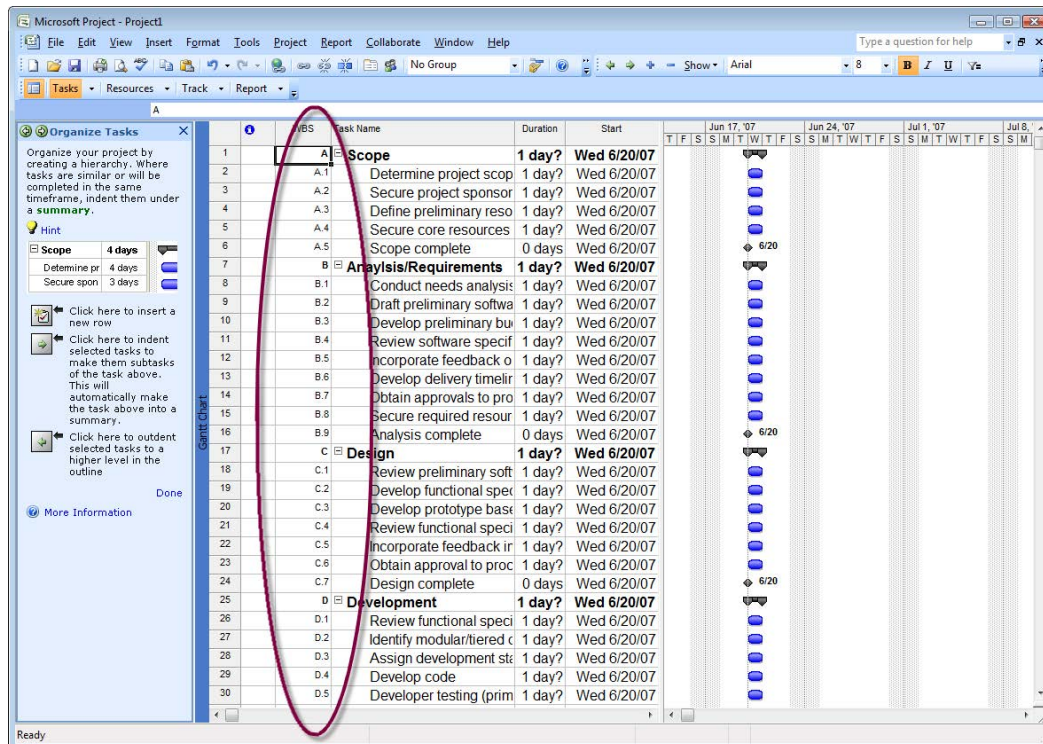 Microsoft Project - Project1
File Edit View Insert Format Tools Project Report Collaborate Window Help
Type a question for help
No Group
Show
Arial
8
B I U
Tasks Resources Track Report
A
Organize Tasks
Organize your project by
creating a hierarchy. Where
tasks are similar or will be
completed in the same
timeframe, indent them under
a summary.
Hint
Scope 4 days
Detemine pr 4 days
Secure spon 3 days
Click here to insert a
new row
Click here to indent
selected tasks to
make them subtasks
of the task above.
This will
automatically make
the task above into a
summary.
Click here to outdent
selected tasks to a
higher level in the
outline
Done
More Information
Gantt Chart
WBS Task Name Duration Start
Jun 17, '07 Jun 24, '07 Jul 1, '07 Jul 8, '
T F S S M T W T F S S M T W T F S S M T W T F S S M
1 A Scope 1 day? Wed 6/20/07
2 A.1 Determine project scop 1 day? Wed 6/20/07
3 A.2 Secure project sponsor 1 day? Wed 6/20/07
4 A.3 Define preliminary reso 1 day? Wed 6/20/07
5 A.4 Secure core resources 1 day? Wed 6/20/07
6 A.5 Scope complete 0 days Wed 6/20/07 6/20
7 B Anaylsis/Requirements 1 day? Wed 6/20/07
8 B.1 Conduct needs analysis 1 day? Wed 6/20/07
9 B.2 Draft preliminary softwa 1 day? Wed 6/20/07
10 B.3 Develop preliminary bu 1 day? Wed 6/20/07
11 B.4 Review software specif 1 day? Wed 6/20/07
12 B.5 Incorporate feedback o 1 day? Wed 6/20/07
13 B.6 Develop delivery timelin 1 day? Wed 6/20/07
14 B.7 Obtain approvals to pro 1 day? Wed 6/20/07
15 B.8 Secure required resour 1 day? Wed 6/20/07
16 B.9 Analysis complete 0 days Wed 6/20/07 6/20
17 C Design 1 day? Wed 6/20/07
18 C.1 Review preliminary soft 1 day? Wed 6/20/07
19 C.2 Develop functional spec 1 day? Wed 6/20/07
20 C.3 Develop prototype base 1 day? Wed 6/20/07
21 C.4 Review functional speci 1 day? Wed 6/20/07
22 C.5 Incorporate feedback in 1 day? Wed 6/20/07
23 C.6 Obtain approval to proc 1 day? Wed 6/20/07
24 C.7 Design complete 0 days Wed 6/20/07 6/20
25 D Development 1 day? Wed 6/20/07
26 D.1 Review functional speci 1 day? Wed 6/20/07
27 D.2 Identify modular/tiered d 1 day? Wed 6/20/07
28 D.3 Assign development sta 1 day? Wed 6/20/07
29 D.4 Develop code 1 day? Wed 6/20/07
30 D.5 Developer testing (prim 1 day? Wed 6/20/07
Ready